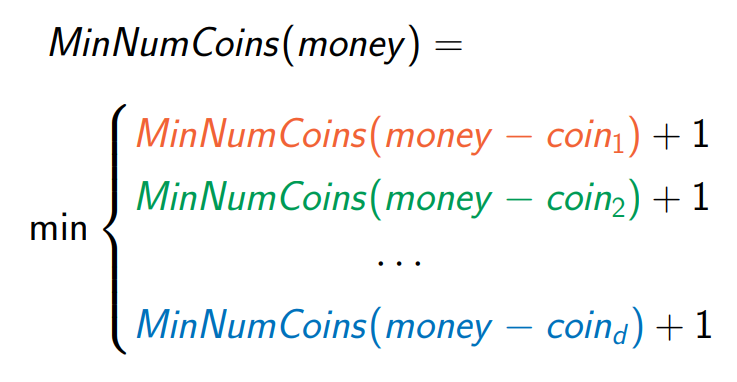 MinNumCoins(money) =
MinNumCoins(money − coin₁) + 1
MinNumCoins(money − coin₂) + 1
min
...
MinNumCoins(money − coin_d) + 1